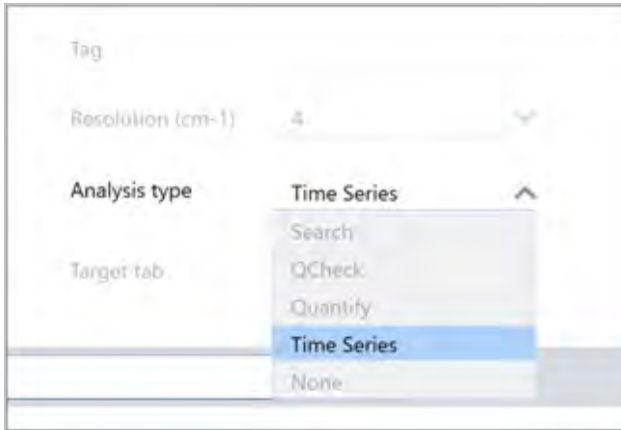 Tag
Resolution (cm-1) 4
Analysis type Time Series
Search
Target tab QCheck
Quantify
Time Series
None